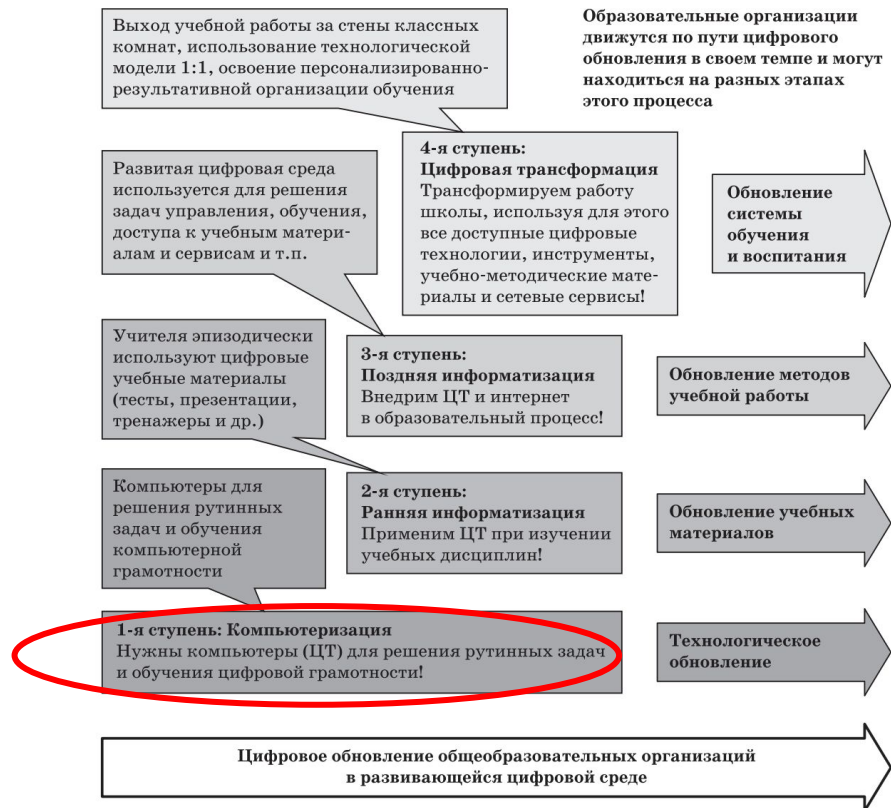 Выход учебной работы за стены классных
комнат, использование технологической
модели 1:1, освоение персонализированно-
результативной организации обучения
Образовательные организации
движутся по пути цифрового
обновления в своем темпе и могут
находиться на разных этапах
этого процесса
4-я ступень:
Цифровая трансформация
Трансформируем работу
школы, используя для этого
все доступные цифровые
технологии, инструменты,
учебно-методические мате-
риалы и сетевые сервисы!
Обновление
системы
обучения
и воспитания
Развитая цифровая среда
используется для решения
задач управления, обучения,
доступа к учебным матери-
алам и сервисам и т.п.
3-я ступень:
Поздняя информатизация
Внедрим ЦТ и интернет
в образовательный процесс!
Обновление методов
учебной работы
Учителя эпизодически
используют цифровые
учебные материалы
(тесты, презентации,
тренажеры и др.)
2-я ступень:
Ранняя информатизация
Применим ЦТ при изучении
учебных дисциплин!
Обновление учебных
материалов
Компьютеры для
решения рутинных
задач и обучения
компьютерной
грамотности
1-я ступень: Компьютеризация
Нужны компьютеры (ЦТ) для решения рутинных задач
и обучения цифровой грамотности!
Технологическое
обновление
Цифровое обновление общеобразовательных организаций
в развивающейся цифровой среде